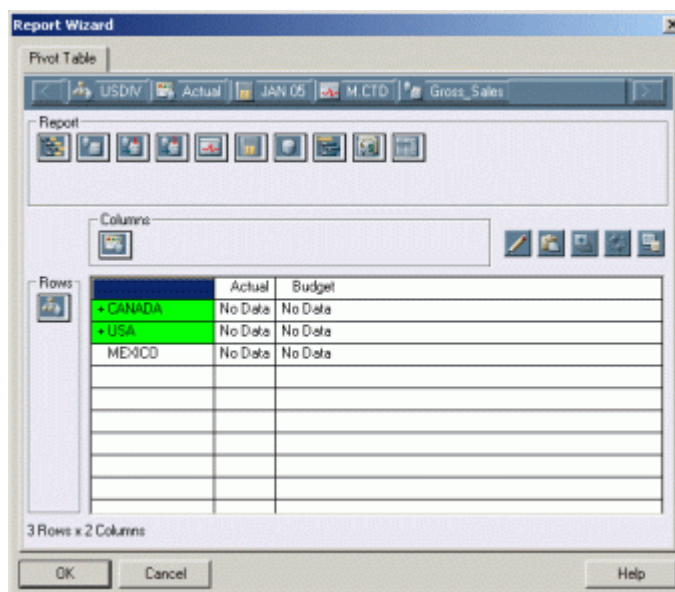 Report Wizard
Pivot Table
USDIV Actual JAN 05 M.CTD Gross_Sales
Report
Columns
Rows
Actual Budget
+ CANADA No Data No Data
+ USA No Data No Data
MEXICO No Data No Data
3 Rows x 2 Columns
OK Cancel Help